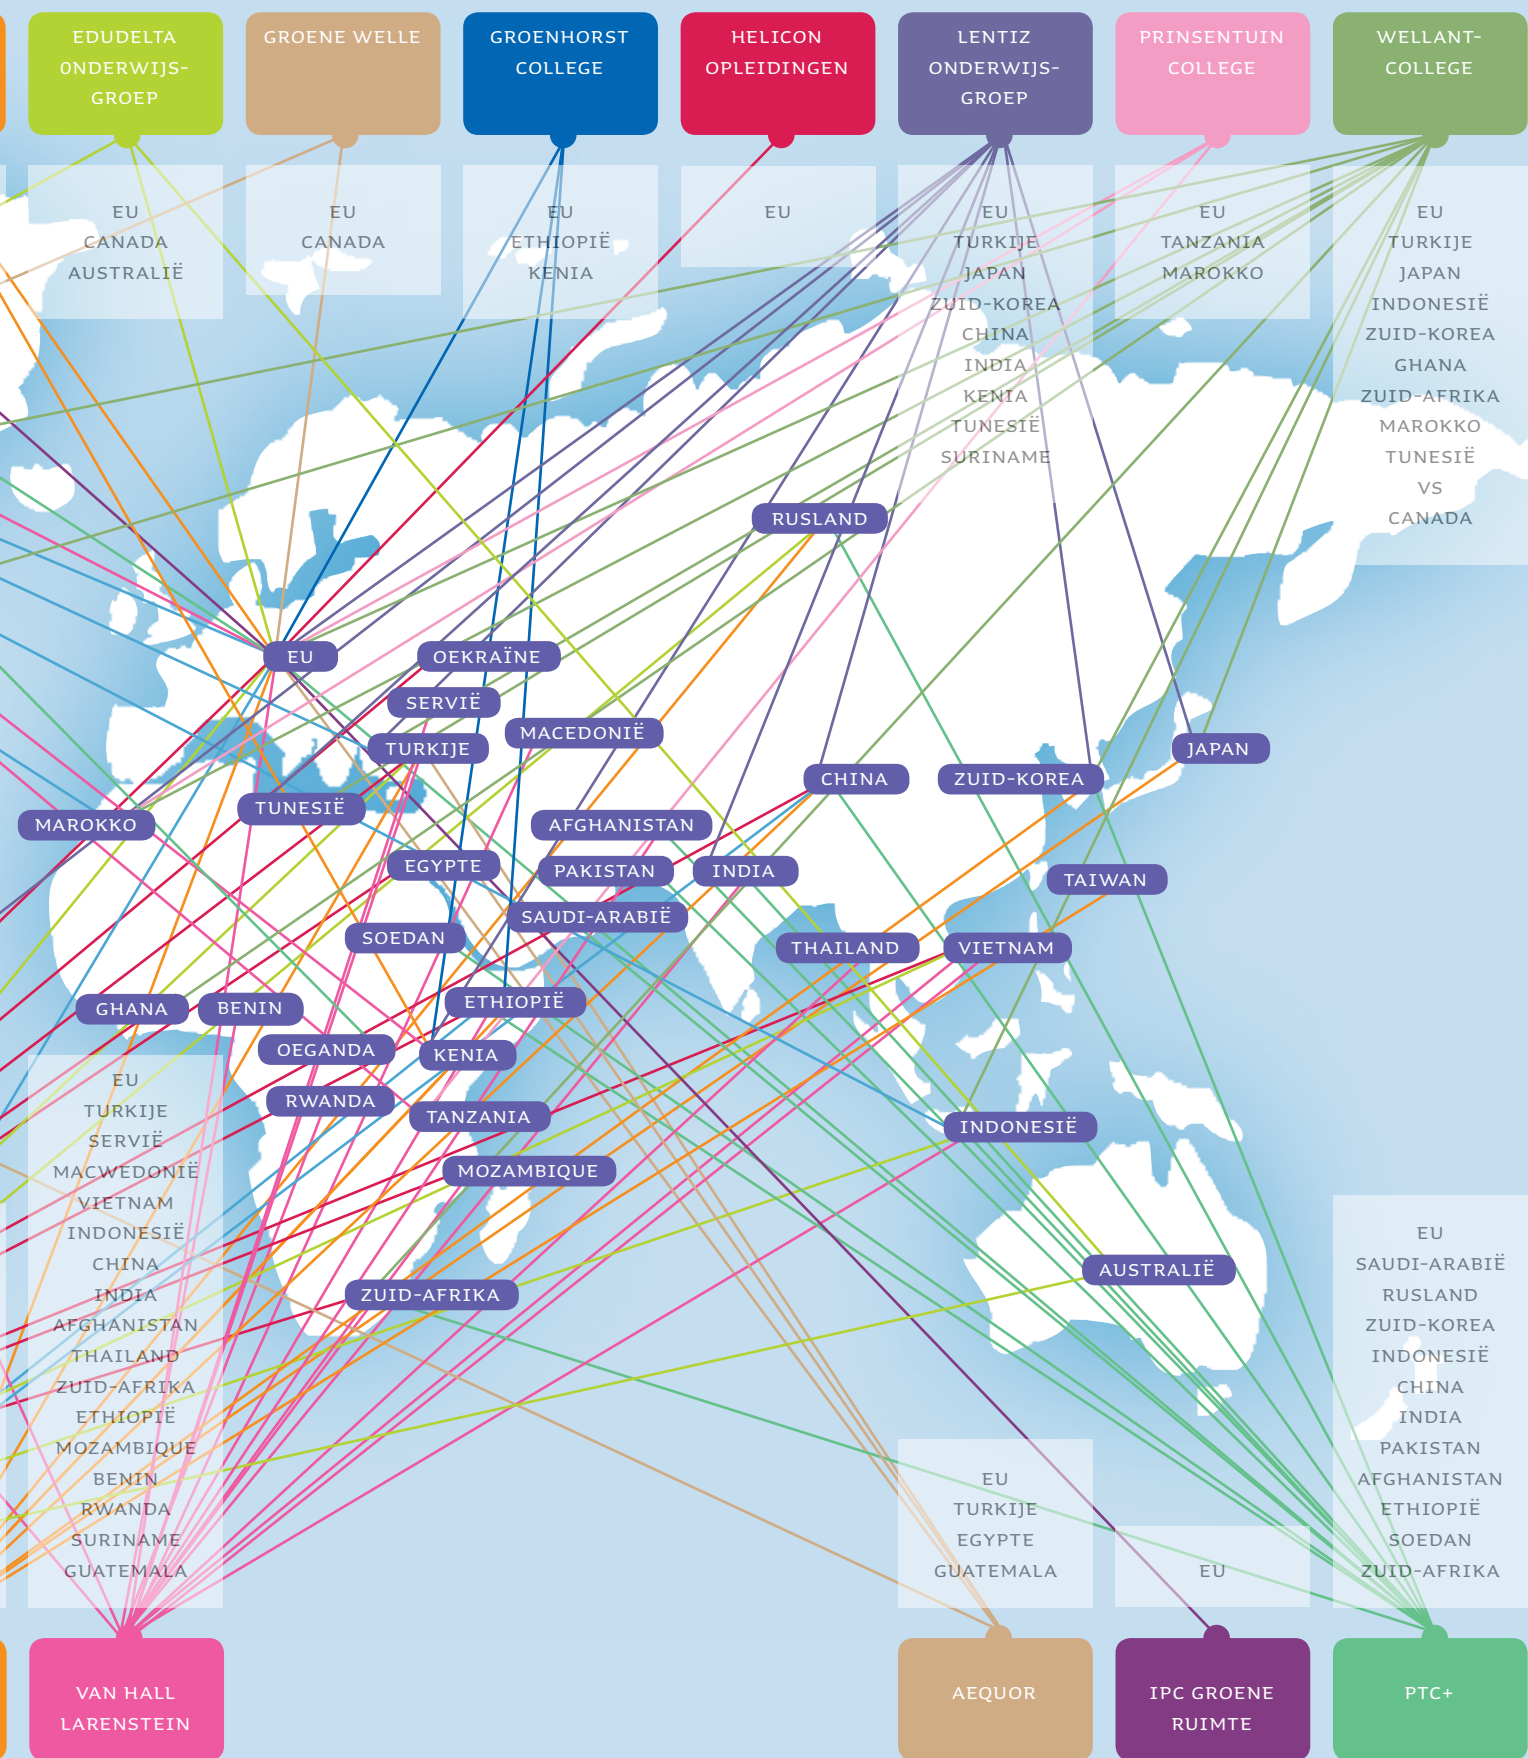 EDUDELTA
0NDERWIJS-
GROEP
GROENE WELLE
GROENHORST
COLLEGE
HELICON
OPLEIDINGEN
LENTIZ
ONDERWIJS-
GROEP
PRINSENTUIN
COLLEGE
WELLANT-
COLLEGE
EU
CANADA
AUSTRALIË
EU
CANADA
EU
ETHIOPIË
KENIA
EU
EU
TURKIJE
JAPAN
ZUID-KOREA
CHINA
INDIA
KENIA
TUNESIË
SURINAME
EU
TANZANIA
MAROKKO
EU
TURKIJE
JAPAN
INDONESIË
ZUID-KOREA
GHANA
ZUID-AFRIKA
MAROKKO
TUNESIË
VS
CANADA
RUSLAND
EU
OEKRAÏNE
SERVIË
MACEDONIË
TURKIJE
JAPAN
CHINA
ZUID-KOREA
TUNESIË
MAROKKO
AFGHANISTAN
EGYPTE
PAKISTAN
INDIA
TAIWAN
SAUDI-ARABIË
SOEDAN
THAILAND
VIETNAM
GHANA
BENIN
ETHIOPIË
OEGANDA
KENIA
RWANDA
TANZANIA
INDONESIË
MOZAMBIQUE
AUSTRALIË
ZUID-AFRIKA
EU
TURKIJE
SERVIË
MACWEDONIË
VIETNAM
INDONESIË
CHINA
INDIA
AFGHANISTAN
THAILAND
ZUID-AFRIKA
ETHIOPIË
MOZAMBIQUE
BENIN
RWANDA
SURINAME
GUATEMALA
EU
TURKIJE
EGYPTE
GUATEMALA
EU
EU
SAUDI-ARABIË
RUSLAND
ZUID-KOREA
INDONESIË
CHINA
INDIA
PAKISTAN
AFGHANISTAN
ETHIOPIË
SOEDAN
ZUID-AFRIKA
VAN HALL
LARENSTEIN
AEQUOR
IPC GROENE
RUIMTE
PTC+